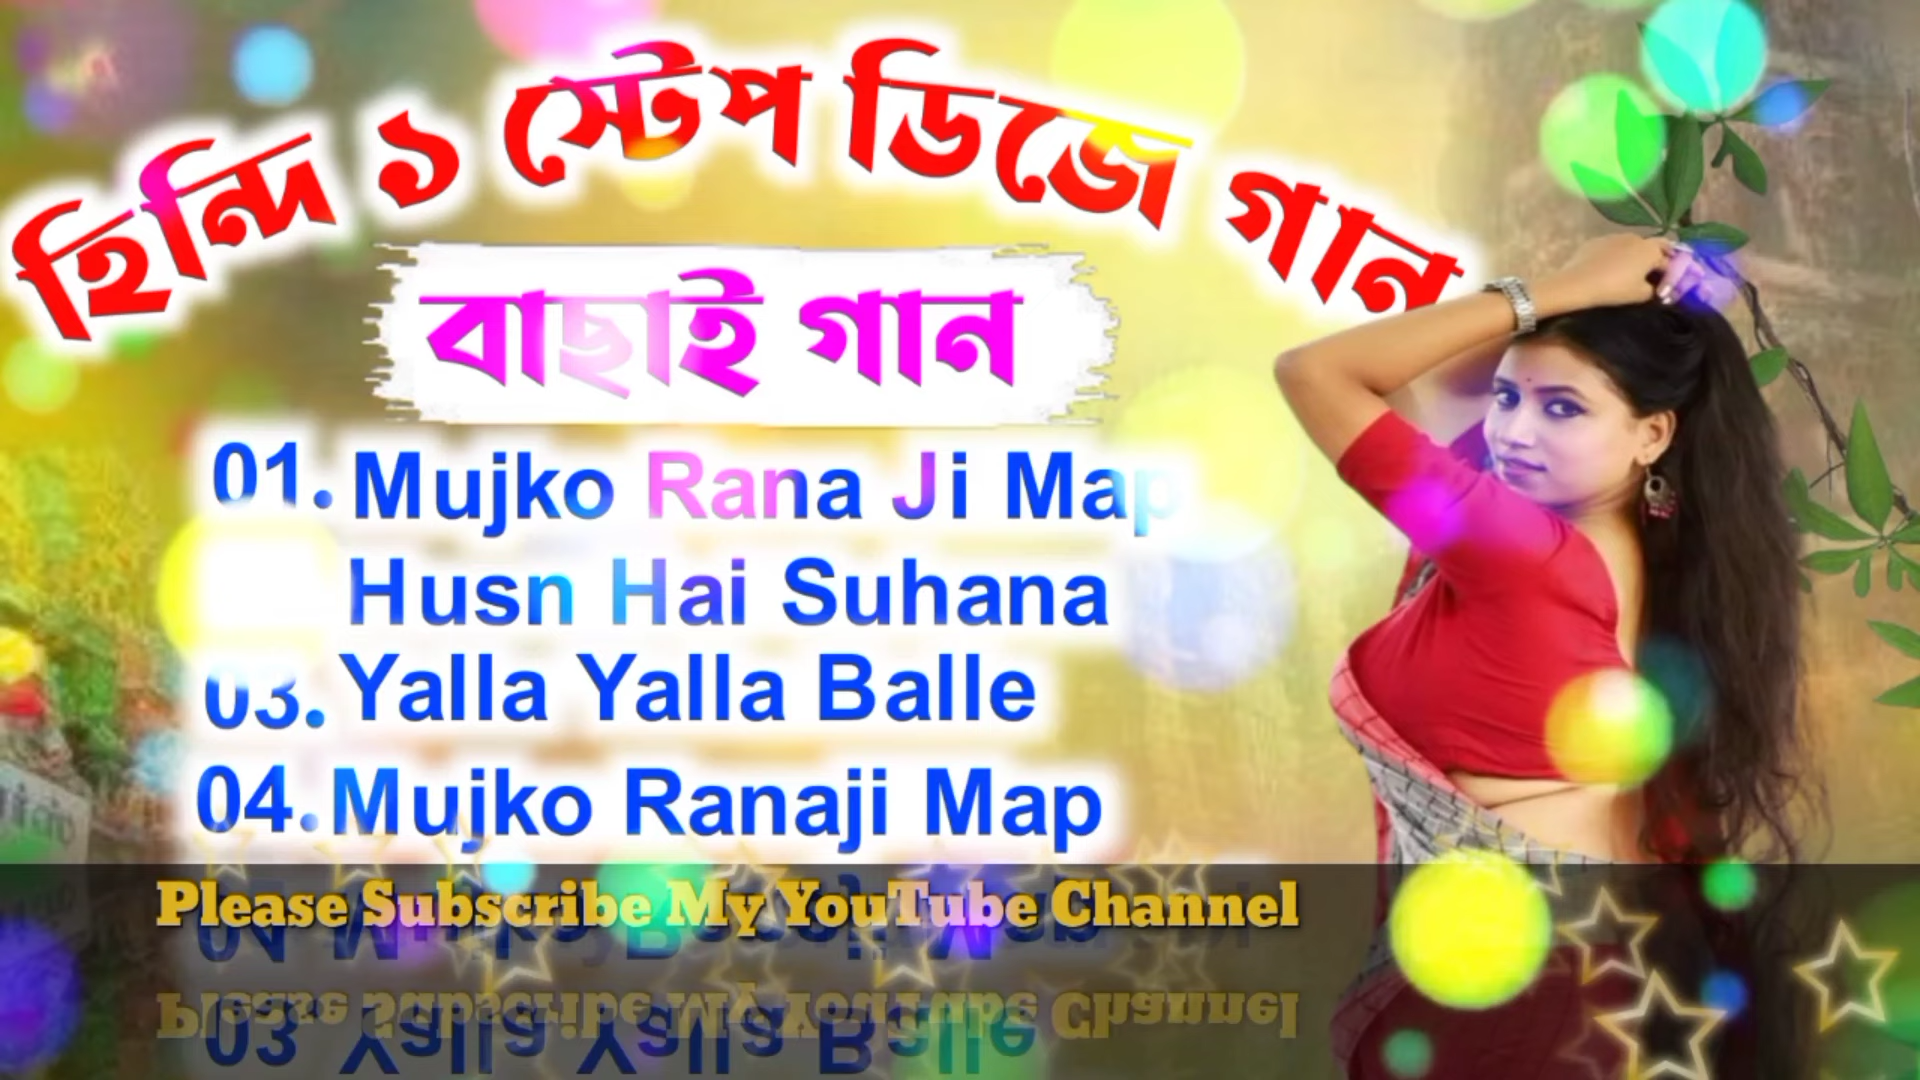 হিন্দি ১ স্টেপ ডিজে গান
বাছাই গান
01. Mujko Rana Ji Map
Husn Hai Suhana
03. Yalla Yalla Balle
04. Mujko Ranaji Map
Please Subscribe My YouTube Channel